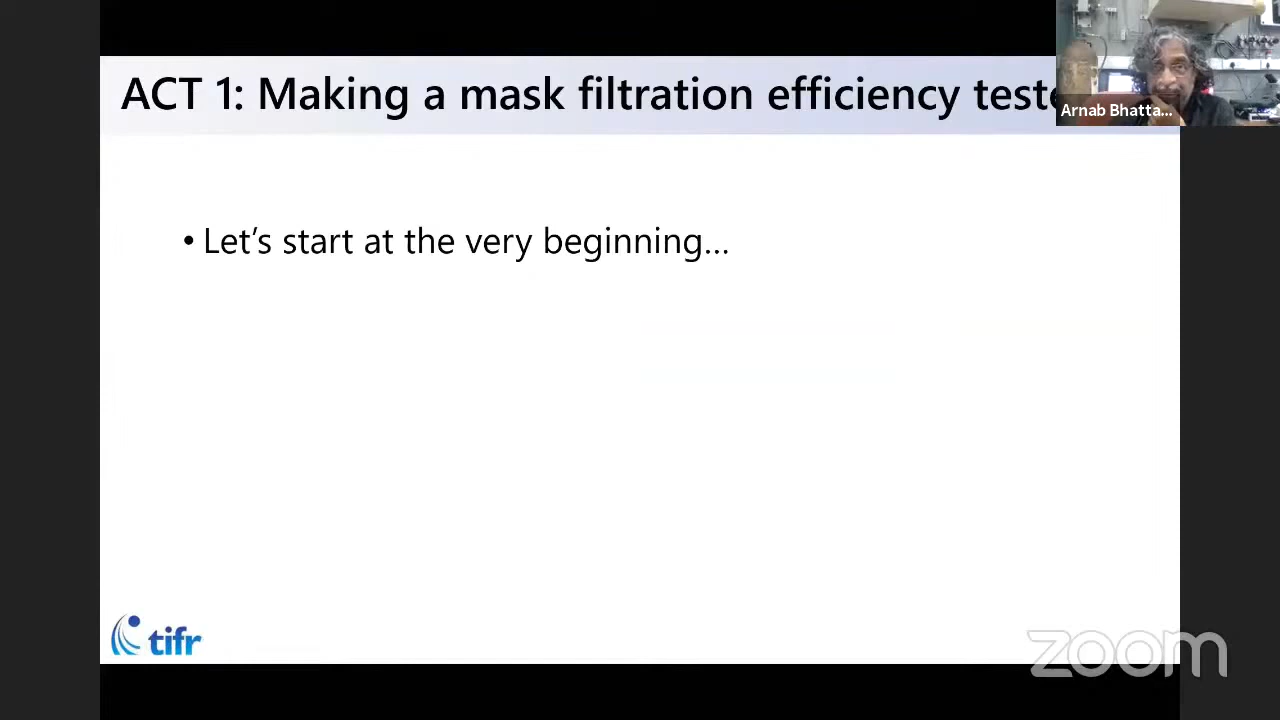 ACT 1: Making a mask filtration efficiency teste
Arnab Bhatta...
• Let's start at the very beginning...
tifr
zoom